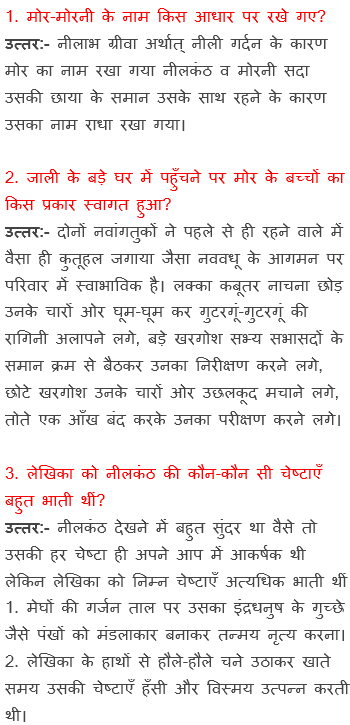 1. मोर-मोरनी के नाम किस आधार पर रखे गए?
उत्तर:- नीलाभ ग्रीवा अर्थात् नीली गर्दन के कारण
मोर का नाम रखा गया नीलकंठ व मोरनी सदा
उसकी छाया के समान उसके साथ रहने के कारण
उसका नाम राधा रखा गया।
2. जाली के बड़े घर में पहुँचने पर मोर के बच्चों का
किस प्रकार स्वागत हुआ?
उत्तर:- दोनों नवांगतुकों ने पहले से ही रहने वाले में
वैसा ही कुतूहल जगाया जैसा नववधू के आगमन पर
परिवार में स्वाभाविक है। लक्का कबूतर नाचना छोड़
उनके चारों ओर घूम-घूम कर गुटरगूं-गुटरगूं की
रागिनी अलापने लगे, बड़े खरगोश सभ्य सभासदों के
समान क्रम से बैठकर उनका निरीक्षण करने लगे,
छोटे खरगोश उनके चारों ओर उछलकूद मचाने लगे,
तोते एक आँख बंद करके उनका परीक्षण करने लगे।
3. लेखिका को नीलकंठ की कौन-कौन सी चेष्टाएँ
बहुत भाती थीं?
उत्तर:- नीलकंठ देखने में बहुत सुंदर था वैसे तो
उसकी हर चेष्टा ही अपने आप में आकर्षक थी
लेकिन लेखिका को निम्न चेष्टाएँ अत्यधिक भाती थीं
1. मेघों की गर्जन ताल पर उसका इंद्रधनुष के गुच्छे
जैसे पंखों को मंडलाकार बनाकर तन्मय नृत्य करना।
2. लेखिका के हाथों से हौले-हौले चने उठाकर खाते
समय उसकी चेष्टाएँ हँसी और विस्मय उत्पन्न करती
थी।